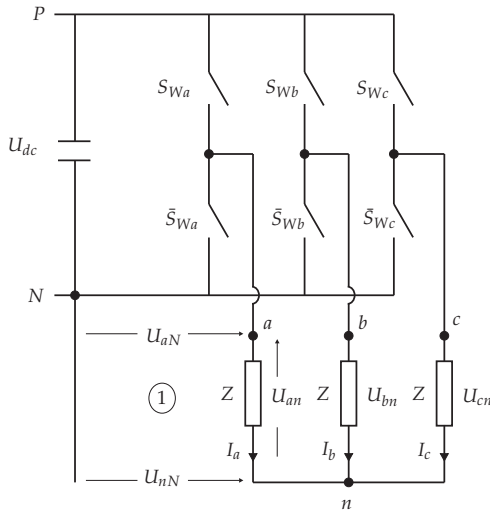 P
S_Wa S_Wb S_Wc
U_dc
S̄_Wa S̄_Wb S̄_Wc
N
a b c
U_aN
1 Z U_an Z U_bn Z U_cn
I_a I_b I_c
U_nN
n